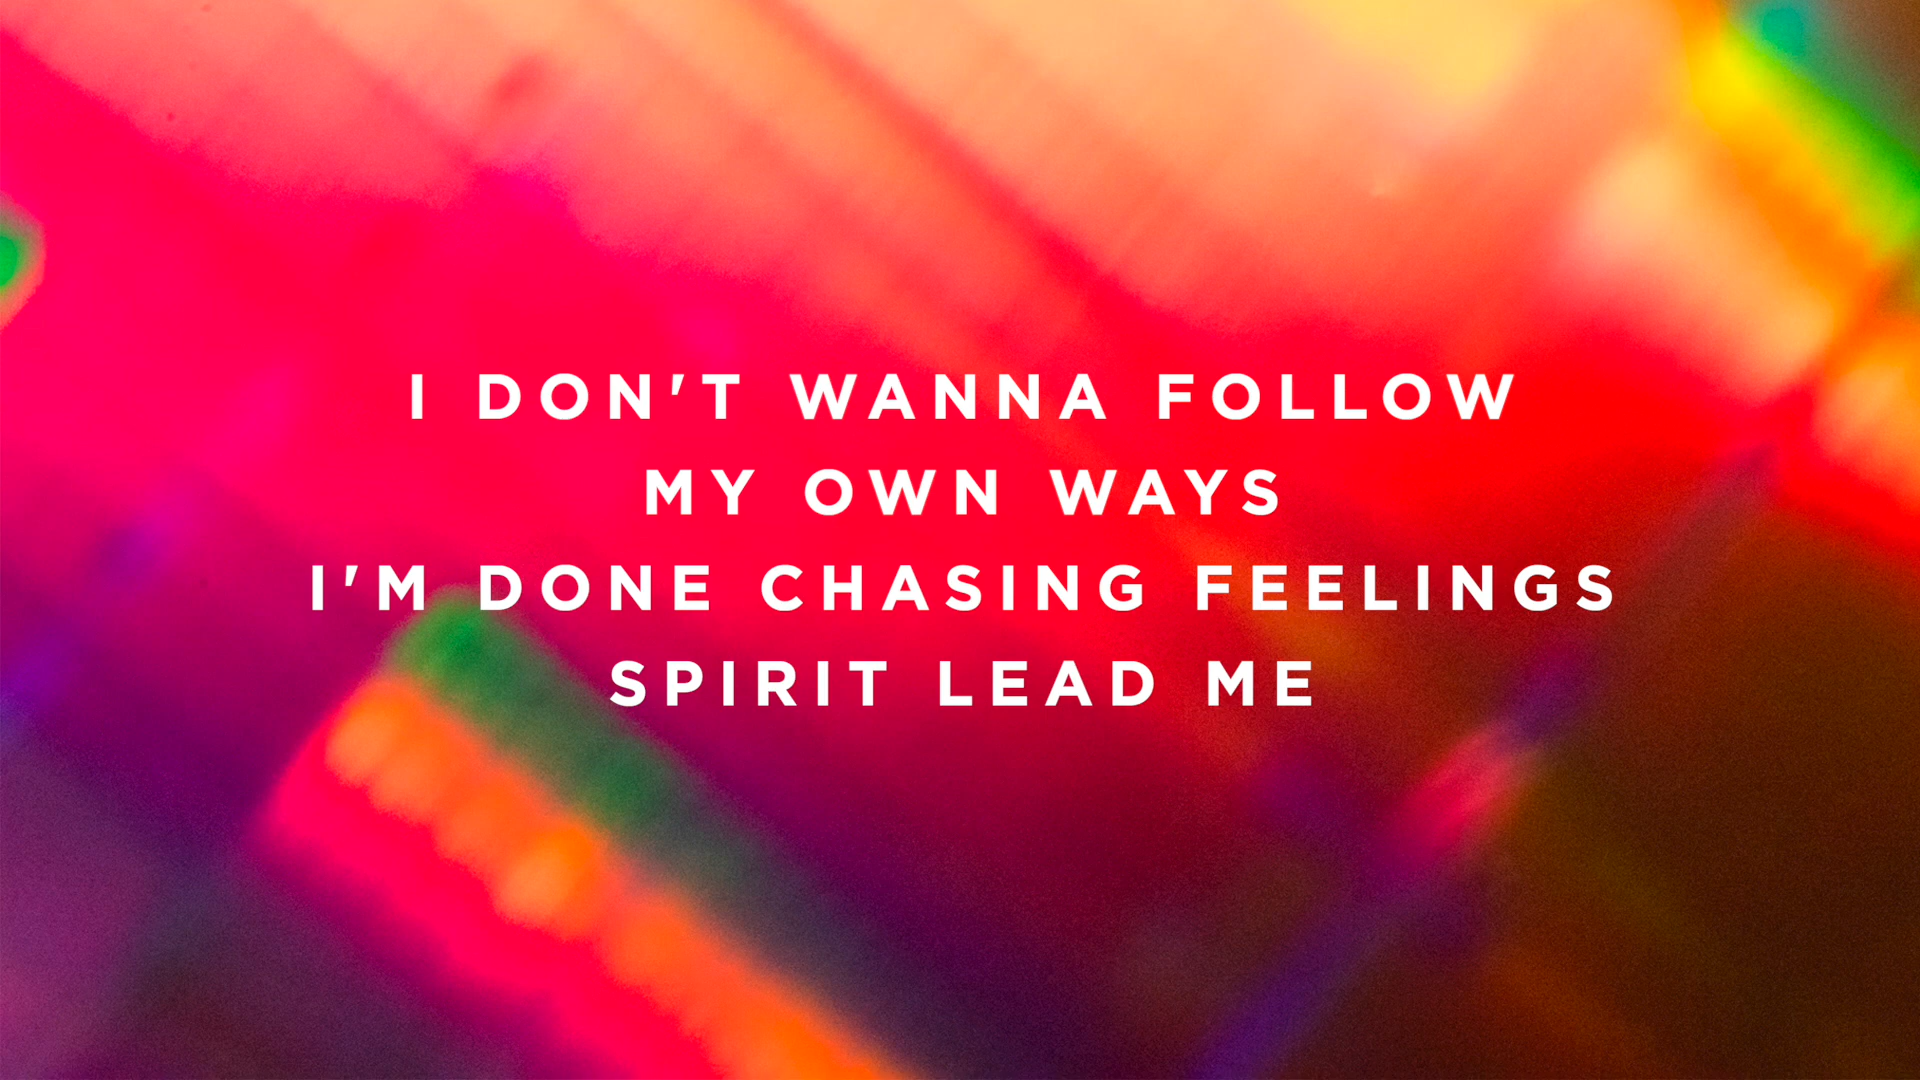 I DON'T WANNA FOLLOW
MY OWN WAYS
I'M DONE CHASING FEELINGS
SPIRIT LEAD ME